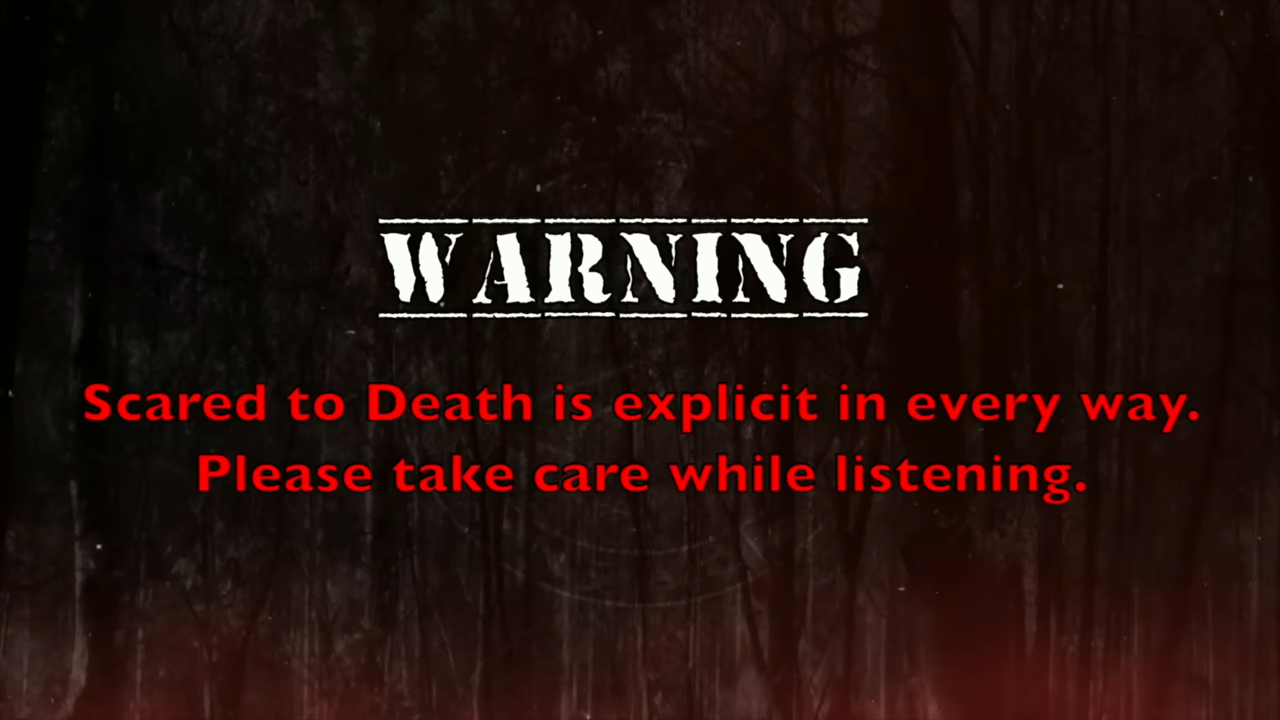 WARNING
Scared to Death is explicit in every way.
Please take care while listening.